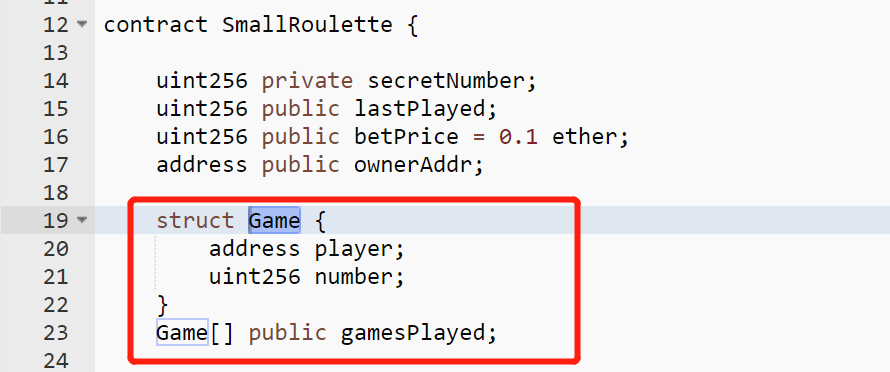 12 contract SmallRoulette {
13
14 uint256 private secretNumber;
15 uint256 public lastPlayed;
16 uint256 public betPrice = 0.1 ether;
17 address public ownerAddr;
18
19 struct Game {
20 address player;
21 uint256 number;
22 }
23 Game[] public gamesPlayed;
24